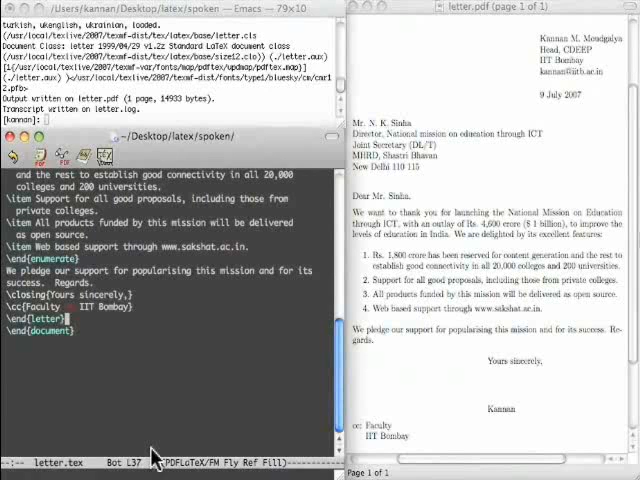 /Users/kannan/Desktop/latex/spoken — Emacs — 79×10
turkish, ukenglish, ukrainian, loaded.
(/usr/local/texlive/2007/texmf-dist/tex/latex/base/letter.cls
Document Class: letter 1999/04/29 v1.2z Standard LaTeX document class
(/usr/local/texlive/2007/texmf-dist/tex/latex/base/size12.clo)) (./letter.aux)
[1{/usr/local/texlive/2007/texmf-var/fonts/map/pdftex/updmap/pdftex.map}]
(./letter.aux) )</usr/local/texlive/2007/texmf-dist/fonts/type1/bluesky/cm/cmr1
2.pfb>
Output written on letter.pdf (1 page, 14933 bytes).
Transcript written on letter.log.
[kannan]:
~/Desktop/latex/spoken/
and the rest to establish good connectivity in all 20,000
colleges and 200 universities.
\item Support for all good proposals, including those from
private colleges.
\item All products funded by this mission will be delivered
as open source.
\item Web based support through www.sakshat.ac.in.
\end{enumerate}
We pledge our support for popularising this mission and for its
success.  Regards.
\closing{Yours sincerely,}
\cc{Faculty \\ IIT Bombay}
\end{letter}
\end{document}
--:-- letter.tex Bot L37 (PDFLaTeX/FM Fly Ref Fill)
letter.pdf (page 1 of 1)
Kannan M. Moudgalya
Head, CDEEP
IIT Bombay
kannan@iitb.ac.in
9 July 2007
Mr. N. K. Sinha
Director, National mission on education through ICT
Joint Secretary (DL/T)
MHRD, Shastri Bhavan
New Delhi 110 115
Dear Mr. Sinha,
We want to thank you for launching the National Mission on Education
through ICT, with an outlay of Rs. 4,600 crore ($ 1 billion), to improve the
levels of education in India. We are delighted by its excellent features:
1. Rs. 1,800 crore has been reserved for content generation and the rest to
establish good connectivity in all 20,000 colleges and 200 universities.
2. Support for all good proposals, including those from private colleges.
3. All products funded by this mission will be delivered as open source.
4. Web based support through www.sakshat.ac.in.
We pledge our support for popularising this mission and for its success. Re-
gards.
Yours sincerely,
Kannan
cc: Faculty
IIT Bombay
Page 1 of 1